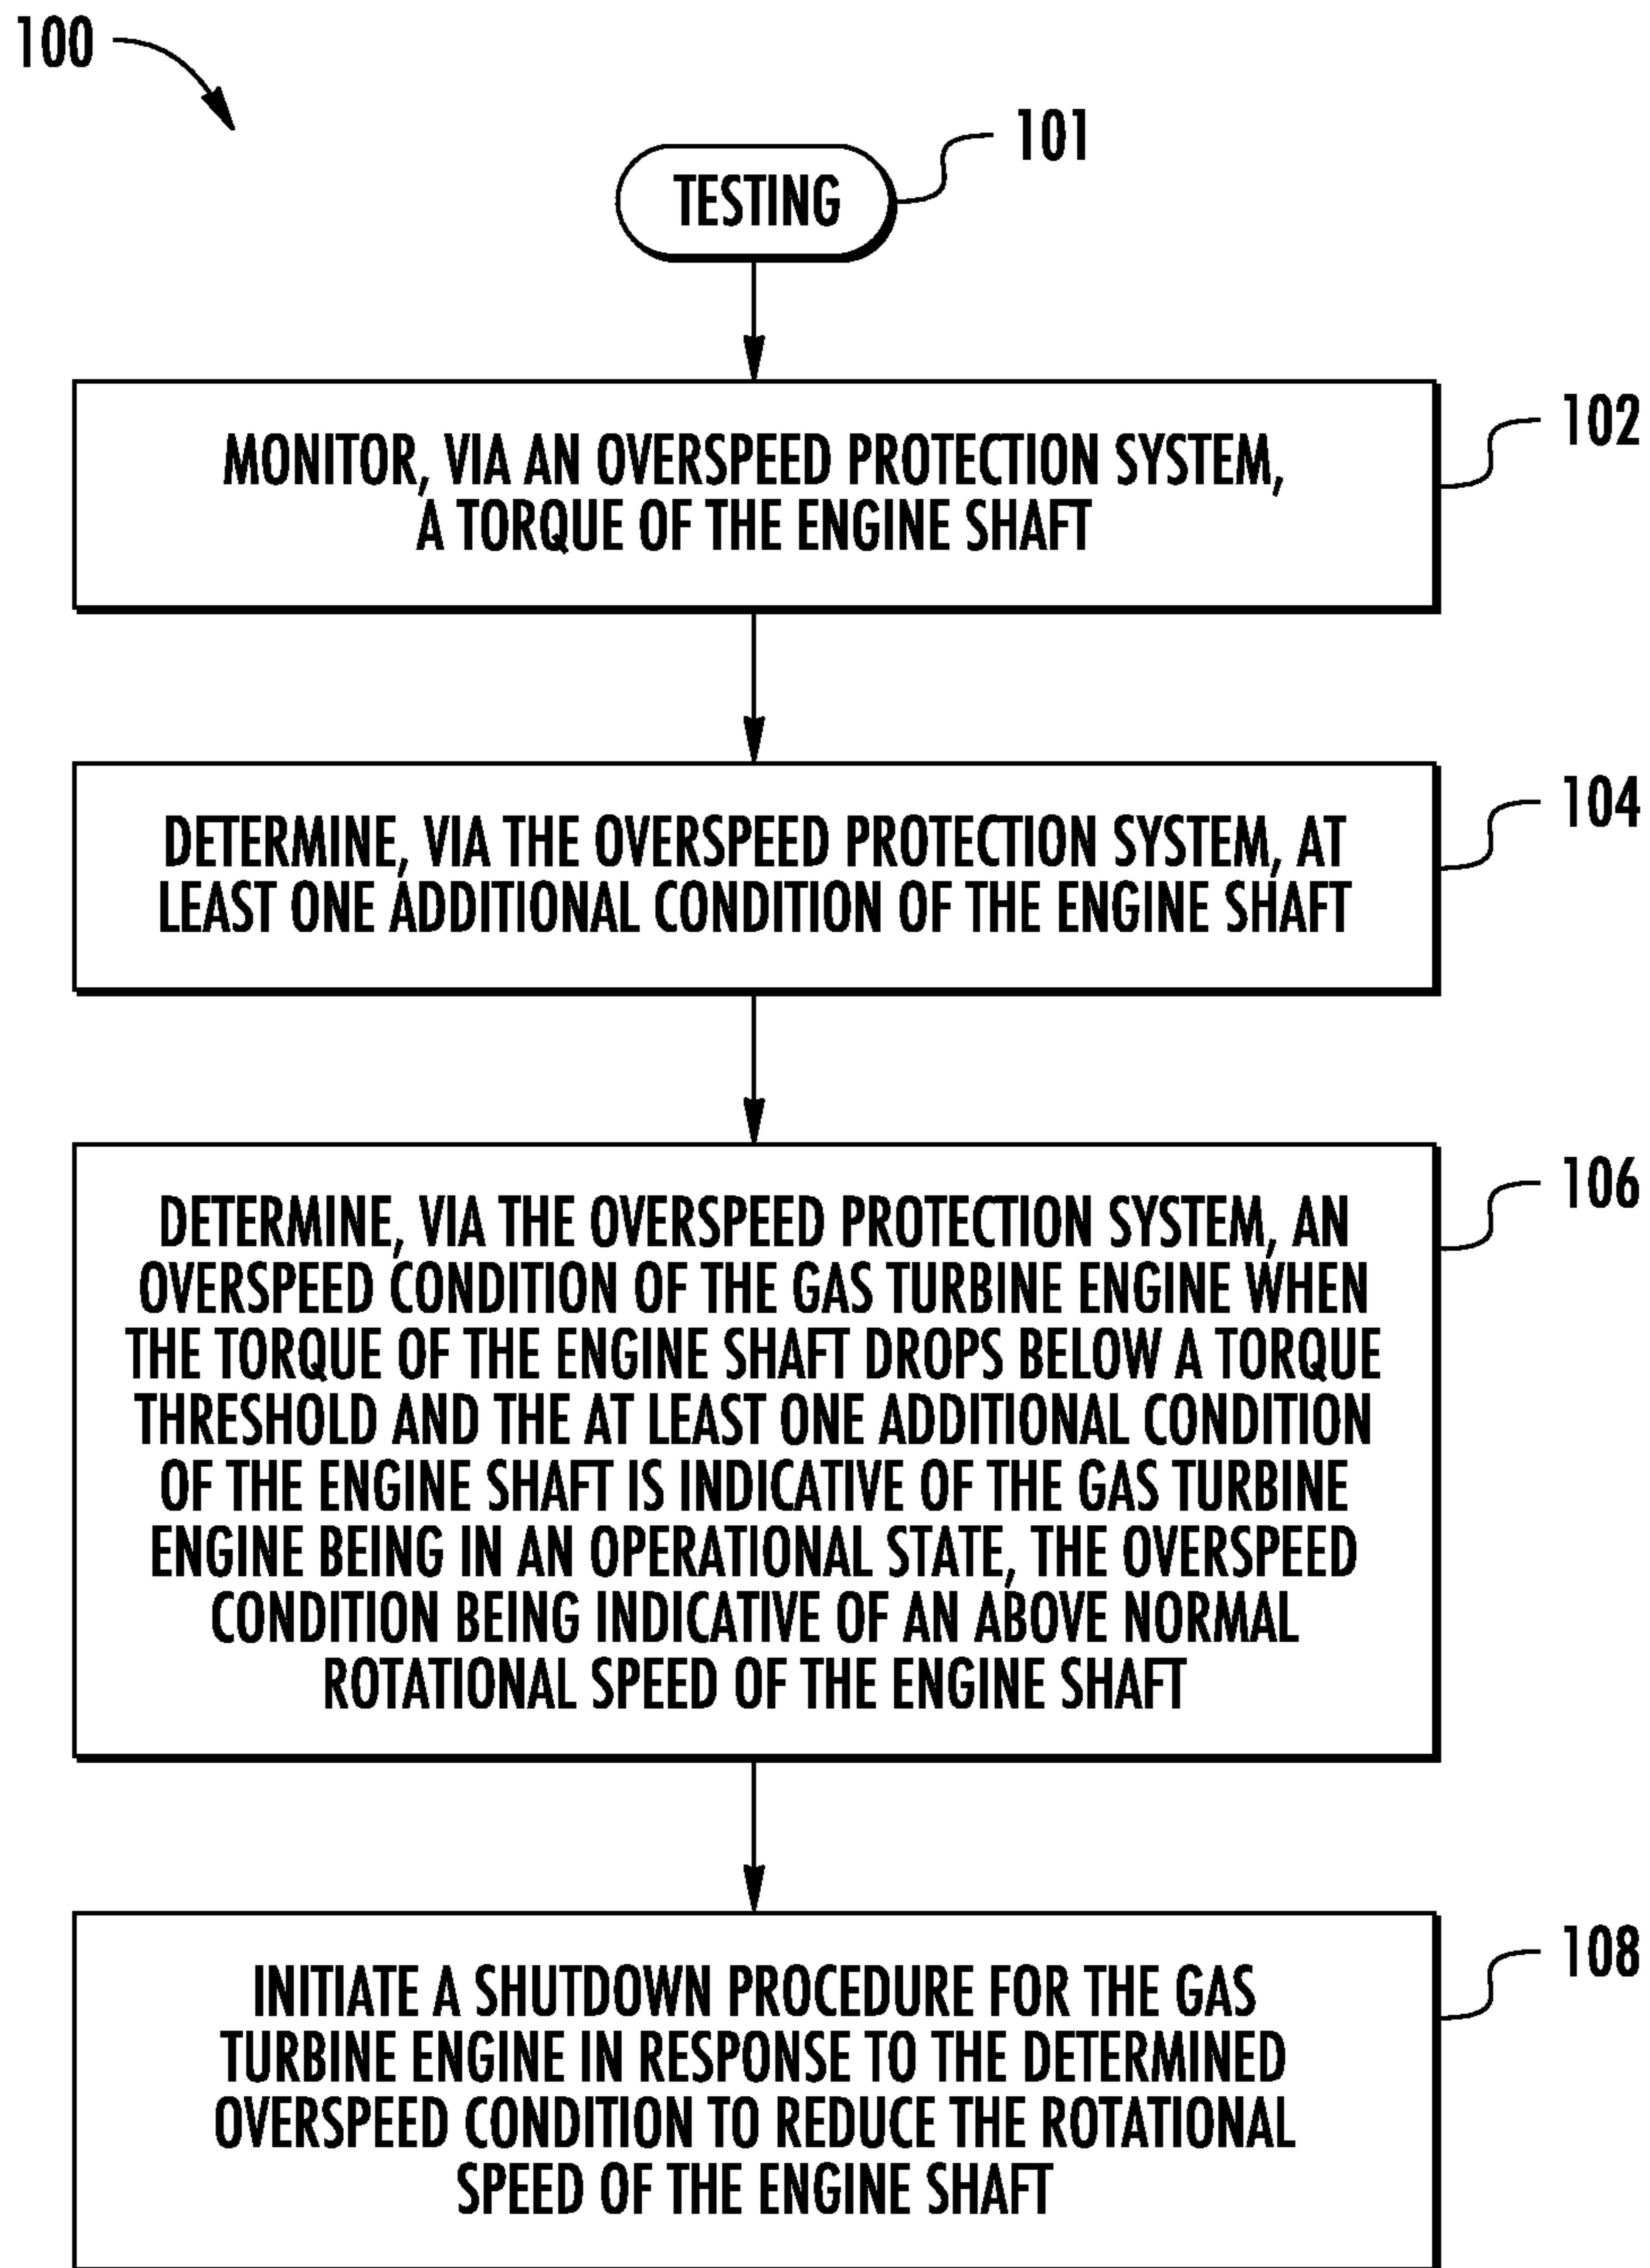 100
101
TESTING
102
MONITOR, VIA AN OVERSPEED PROTECTION SYSTEM,
A TORQUE OF THE ENGINE SHAFT
104
DETERMINE, VIA THE OVERSPEED PROTECTION SYSTEM, AT
LEAST ONE ADDITIONAL CONDITION OF THE ENGINE SHAFT
106
DETERMINE, VIA THE OVERSPEED PROTECTION SYSTEM, AN
OVERSPEED CONDITION OF THE GAS TURBINE ENGINE WHEN
THE TORQUE OF THE ENGINE SHAFT DROPS BELOW A TORQUE
THRESHOLD AND THE AT LEAST ONE ADDITIONAL CONDITION
OF THE ENGINE SHAFT IS INDICATIVE OF THE GAS TURBINE
ENGINE BEING IN AN OPERATIONAL STATE, THE OVERSPEED
CONDITION BEING INDICATIVE OF AN ABOVE NORMAL
ROTATIONAL SPEED OF THE ENGINE SHAFT
108
INITIATE A SHUTDOWN PROCEDURE FOR THE GAS
TURBINE ENGINE IN RESPONSE TO THE DETERMINED
OVERSPEED CONDITION TO REDUCE THE ROTATIONAL
SPEED OF THE ENGINE SHAFT